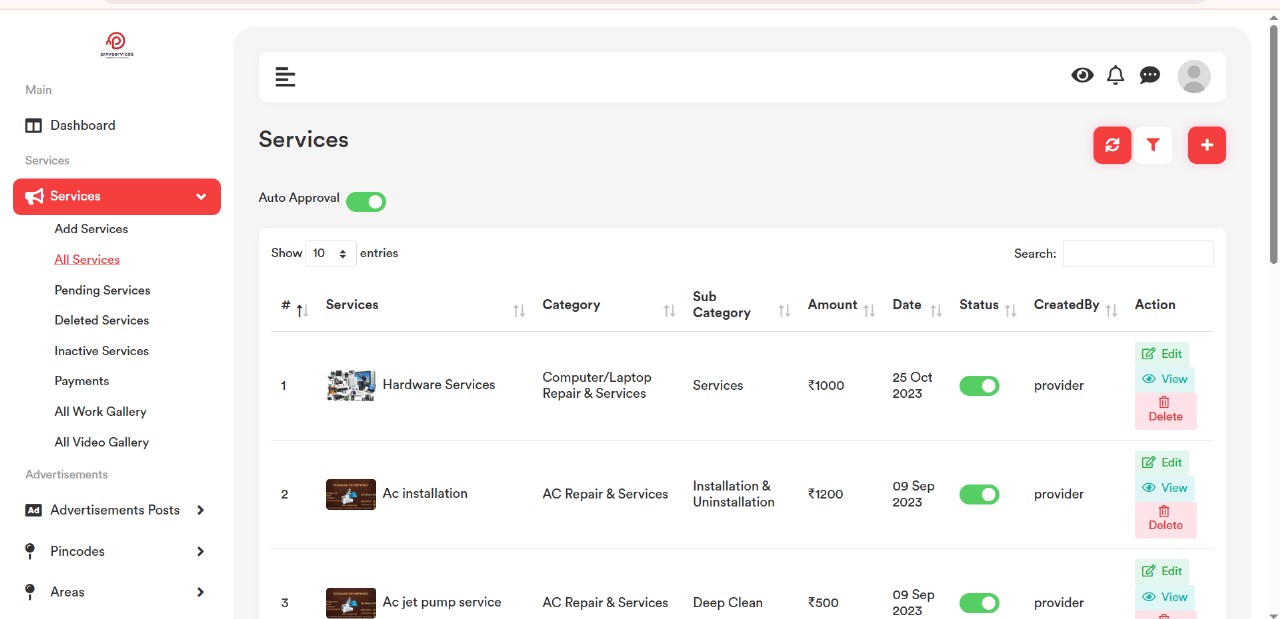 Main
Dashboard
Services
Services
Add Services
All Services
Pending Services
Deleted Services
Inactive Services
Payments
All Work Gallery
All Video Gallery
Advertisements
Ad Advertisements Posts
Pincodes
Areas
Services
Auto Approval
Show 10 entries
Search:
# Services Category Sub Category Amount Date Status CreatedBy Action
1 Hardware Services Computer/Laptop Repair & Services Services ₹1000 25 Oct 2023 provider
Edit
View
Delete
2 Ac installation AC Repair & Services Installation & Uninstallation ₹1200 09 Sep 2023 provider
Edit
View
Delete
3 Ac jet pump service AC Repair & Services Deep Clean ₹500 09 Sep 2023 provider
Edit
View